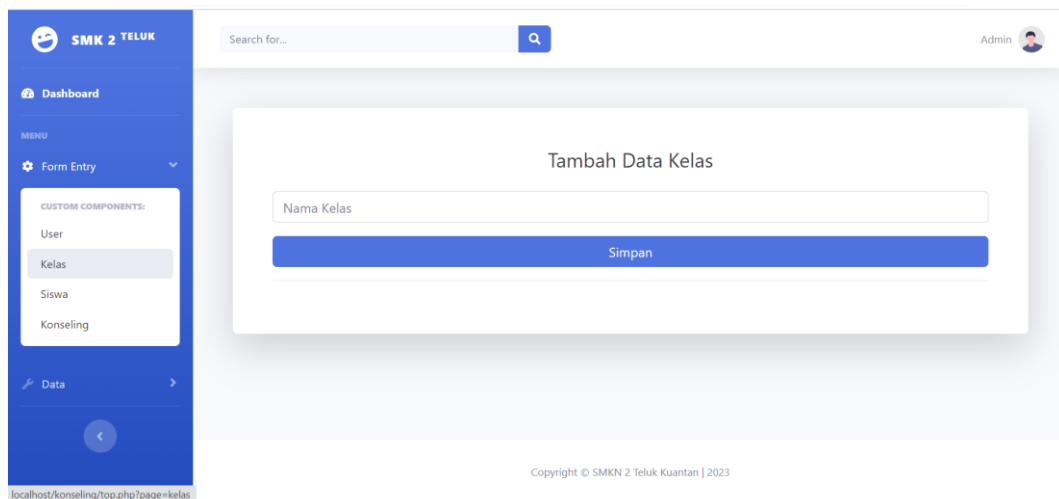 SMK 2 TELUK
Search for...
Admin
Dashboard
MENU
Form Entry
CUSTOM COMPONENTS:
User
Kelas
Siswa
Konseling
Data
Tambah Data Kelas
Nama Kelas
Simpan
Copyright © SMKN 2 Teluk Kuantan | 2023
localhost/konseling/top.php?page=kelas